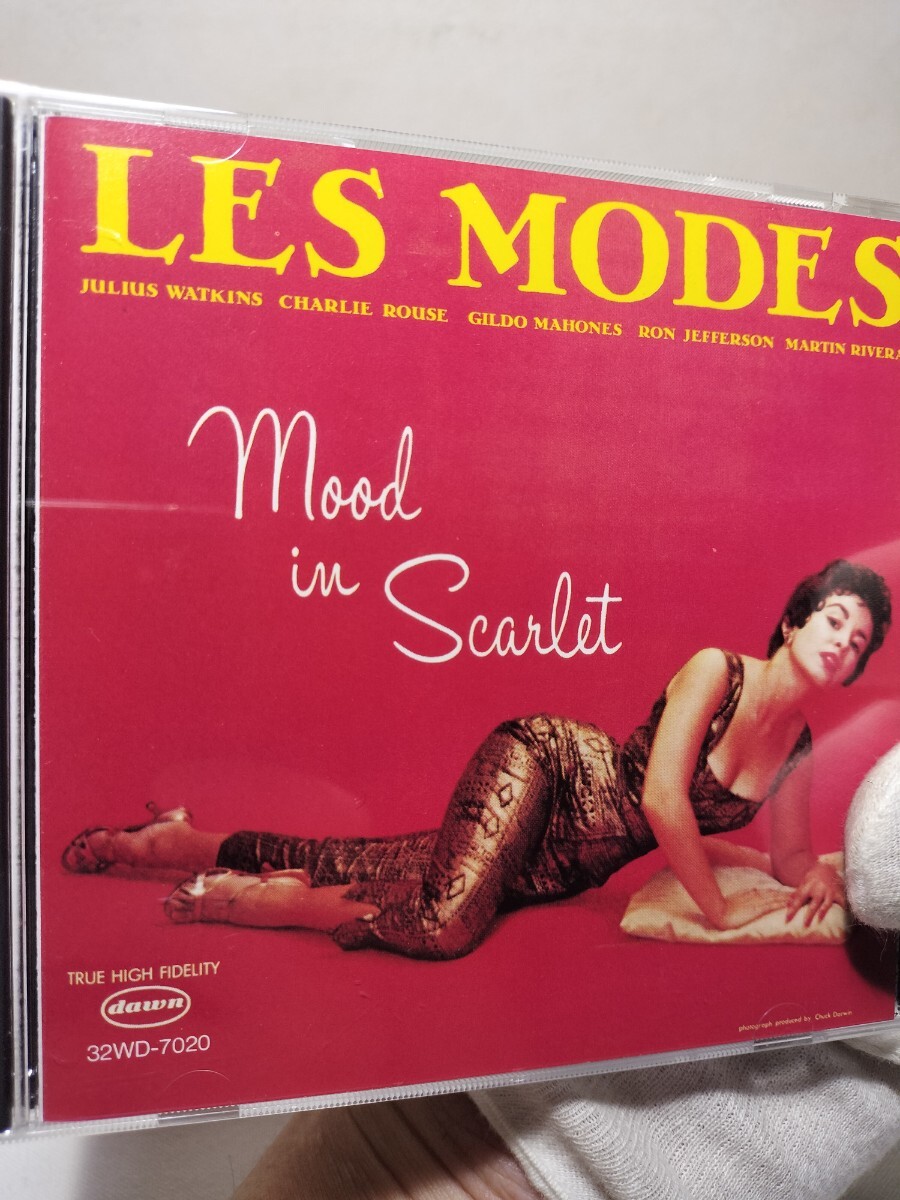 LES MODES
JULIUS WATKINS CHARLIE ROUSE GILDO MAHONES RON JEFFERSON MARTIN RIVERA
Mood
in
Scarlet
TRUE HIGH FIDELITY
dawn
32WD-7020
photograph produced by Chuck Darwin